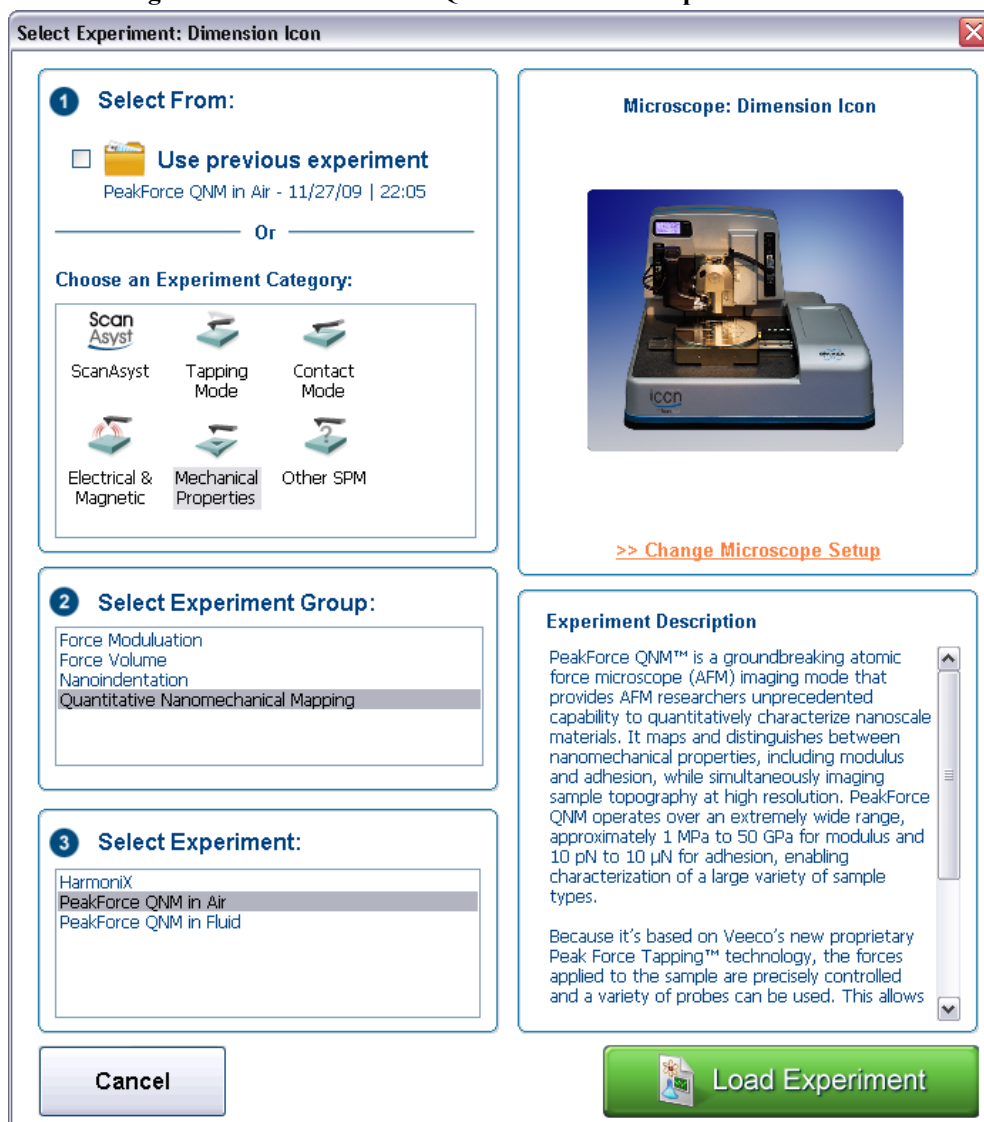 Select Experiment: Dimension Icon
1 Select From:
Use previous experiment
PeakForce QNM in Air - 11/27/09 | 22:05
Or
Choose an Experiment Category:
Scan
Asyst
ScanAsyst
Tapping
Mode
Contact
Mode
Electrical &
Magnetic
Mechanical
Properties
Other SPM
2 Select Experiment Group:
Force Moduluation
Force Volume
Nanoindentation
Quantitative Nanomechanical Mapping
3 Select Experiment:
HarmoniX
PeakForce QNM in Air
PeakForce QNM in Fluid
Cancel
Microscope: Dimension Icon
icon
>> Change Microscope Setup
Experiment Description
PeakForce QNM™ is a groundbreaking atomic
force microscope (AFM) imaging mode that
provides AFM researchers unprecedented
capability to quantitatively characterize nanoscale
materials. It maps and distinguishes between
nanomechanical properties, including modulus
and adhesion, while simultaneously imaging
sample topography at high resolution. PeakForce
QNM operates over an extremely wide range,
approximately 1 MPa to 50 GPa for modulus and
10 pN to 10 µN for adhesion, enabling
characterization of a large variety of sample
types.
Because it's based on Veeco's new proprietary
Peak Force Tapping™ technology, the forces
applied to the sample are precisely controlled
and a variety of probes can be used. This allows
Load Experiment